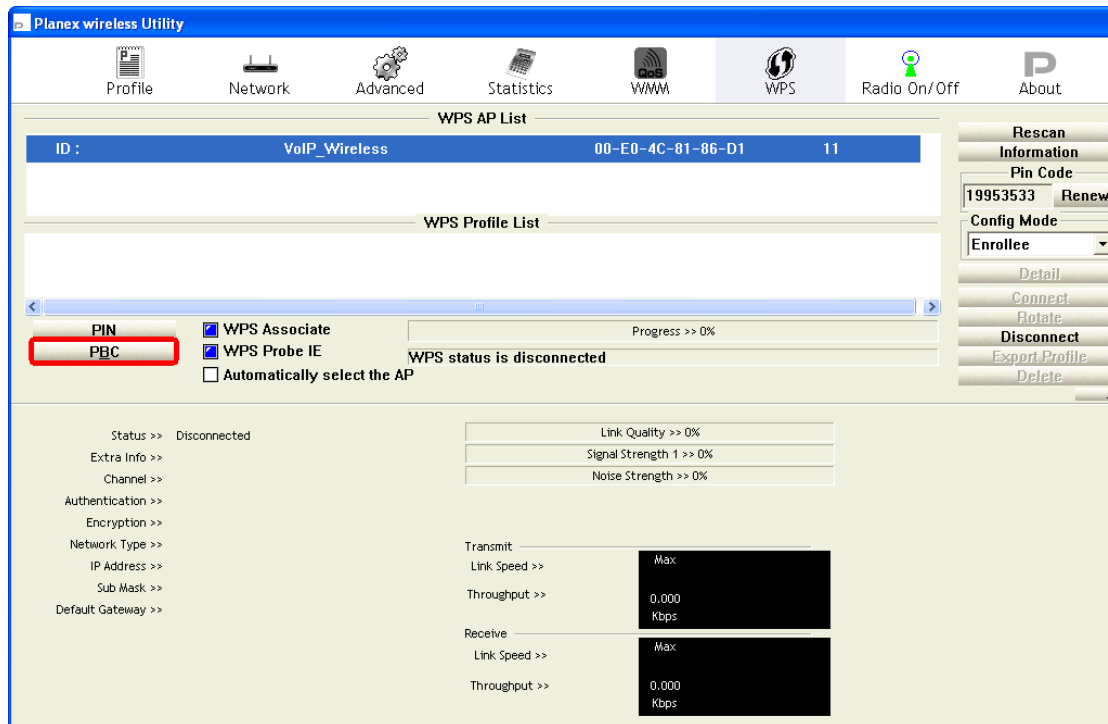 Planex wireless Utility
Profile Network Advanced Statistics QoS WMM WPS Radio On/Off About
WPS AP List
ID : VoIP_Wireless 00-E0-4C-81-86-D1 11
Rescan
Information
Pin Code
19953533 Renew
WPS Profile List
Config Mode
Enrollee
Detail
Connect
Rotate
Disconnect
Export Profile
Delete
PIN
PBC
WPS Associate
WPS Probe IE
Automatically select the AP
Progress >> 0%
WPS status is disconnected
Status >> Disconnected
Extra Info >>
Channel >>
Authentication >>
Encryption >>
Network Type >>
IP Address >>
Sub Mask >>
Default Gateway >>
Link Quality >> 0%
Signal Strength 1 >> 0%
Noise Strength >> 0%
Transmit
Link Speed >> Max
Throughput >> 0.000
Kbps
Receive
Link Speed >> Max
Throughput >> 0.000
Kbps